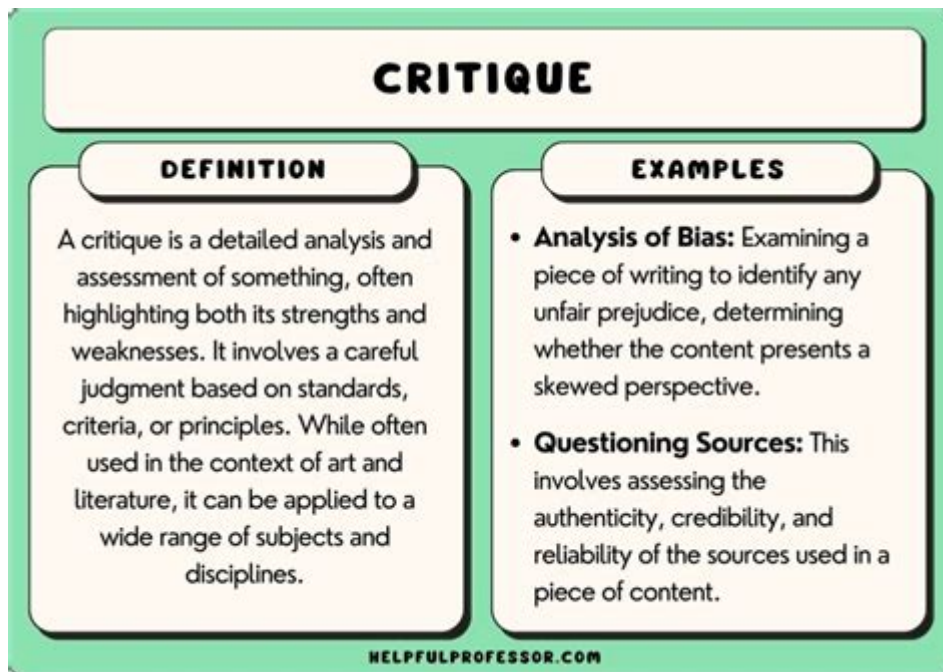 CRITIQUE
DEFINITION
A critique is a detailed analysis and
assessment of something, often
highlighting both its strengths and
weaknesses. It involves a careful
judgment based on standards,
criteria, or principles. While often
used in the context of art and
literature, it can be applied to a
wide range of subjects and
disciplines.
EXAMPLES
• Analysis of Bias: Examining a
piece of writing to identify any
unfair prejudice, determining
whether the content presents a
skewed perspective.
• Questioning Sources: This
involves assessing the
authenticity, credibility, and
reliability of the sources used in a
piece of content.
HELPFULPROFESSOR.COM